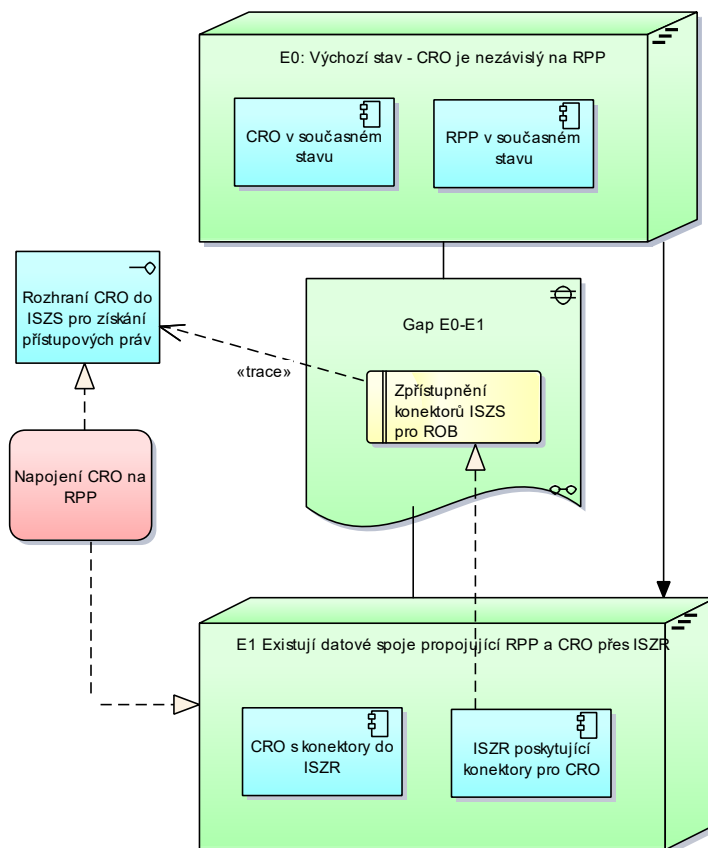 E0: Výchozí stav - CRO je nezávislý na RPP
CRO v současném
stavu
RPP v současném
stavu
Rozhraní CRO do
ISZS pro získání
přístupových práv
Gap E0-E1
«trace»
Zpřístupnění
konektorů ISZS
pro ROB
Napojení CRO na
RPP
E1 Existují datové spoje propojující RPP a CRO přes ISZR
CRO s konektory do
ISZR
ISZR poskytující
konektory pro CRO